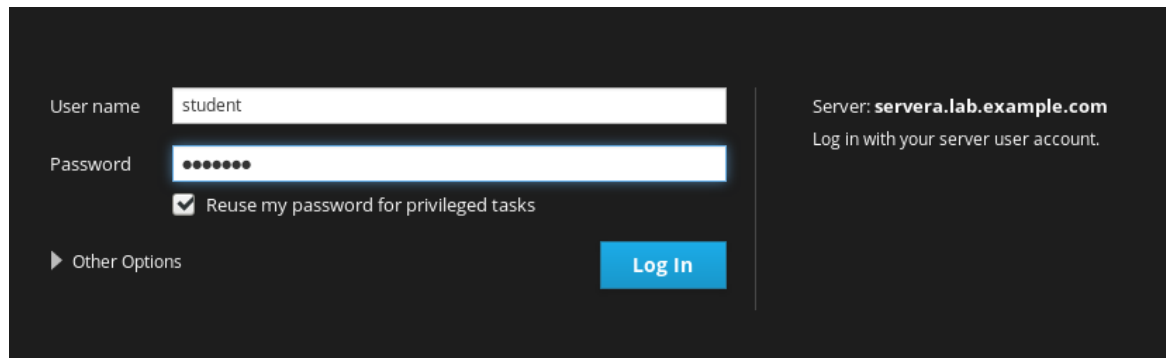 User name
student
Password
•••••••
Reuse my password for privileged tasks
Other Options
Log In
Server: servera.lab.example.com
Log in with your server user account.